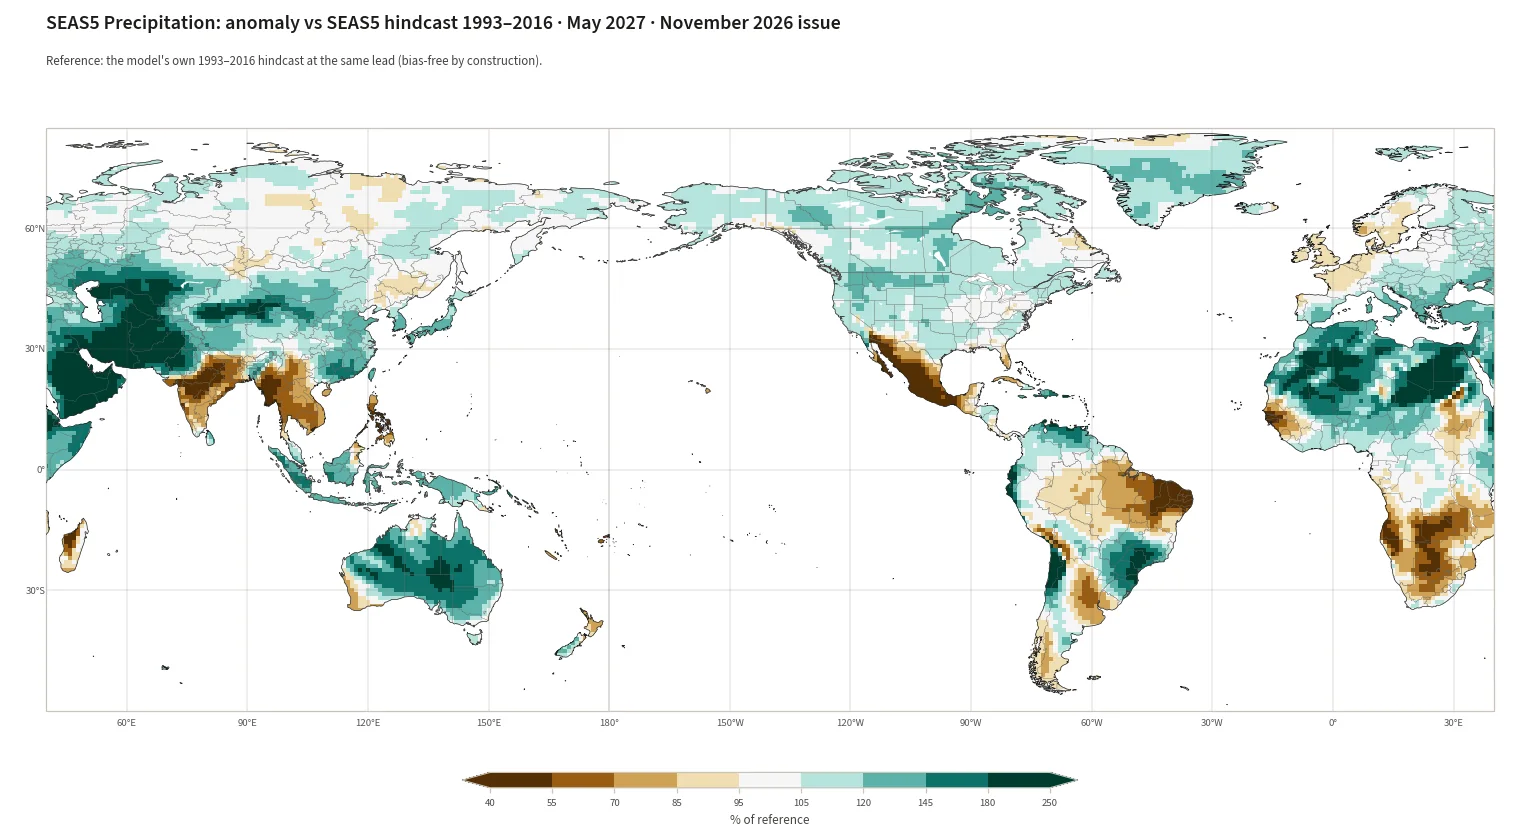 SEAS5 Precipitation: anomaly vs SEAS5 hindcast 1993–2016 · May 2027 · November 2026 issue
Reference: the model's own 1993–2016 hindcast at the same lead (bias-free by construction).
60°N
30°N
0°
30°S
60°E 90°E 120°E 150°E 180° 150°W 120°W 90°W 60°W 30°W 0° 30°E
40 55 70 85 95 105 120 145 180 250
% of reference